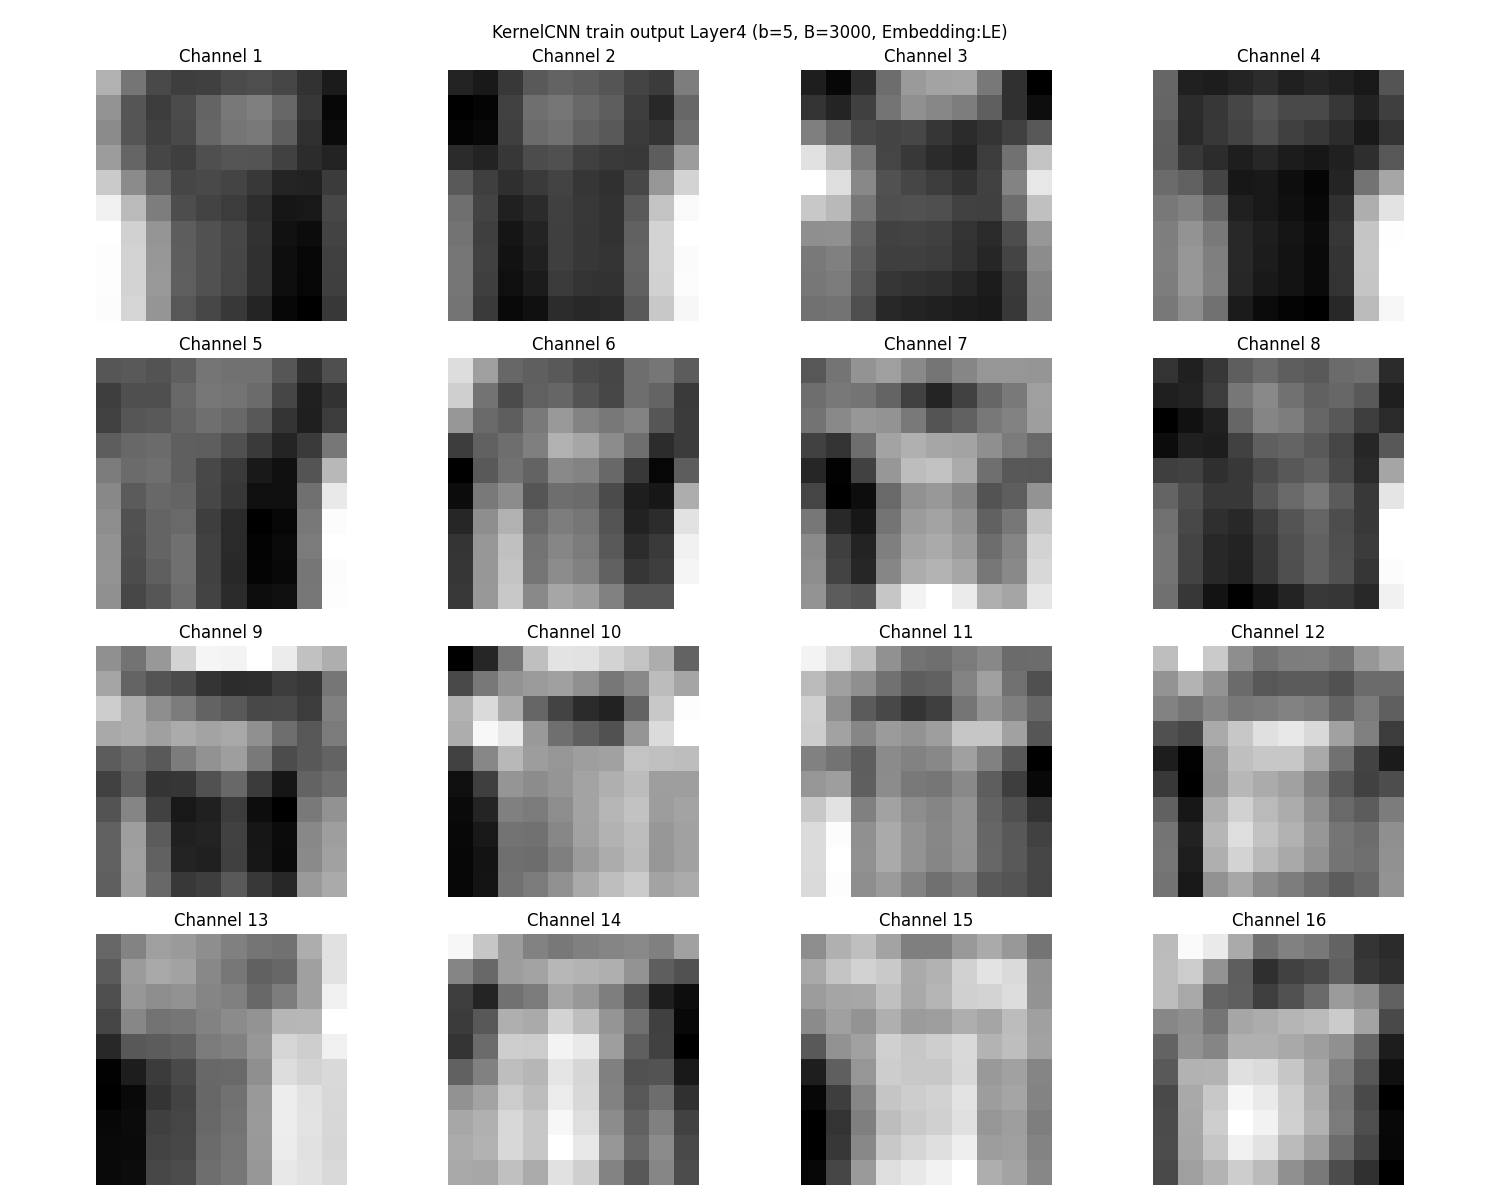 KernelCNN train output Layer4 (b=5, B=3000, Embedding:LE)
Channel 1 Channel 2 Channel 3 Channel 4
Channel 5 Channel 6 Channel 7 Channel 8
Channel 9 Channel 10 Channel 11 Channel 12
Channel 13 Channel 14 Channel 15 Channel 16